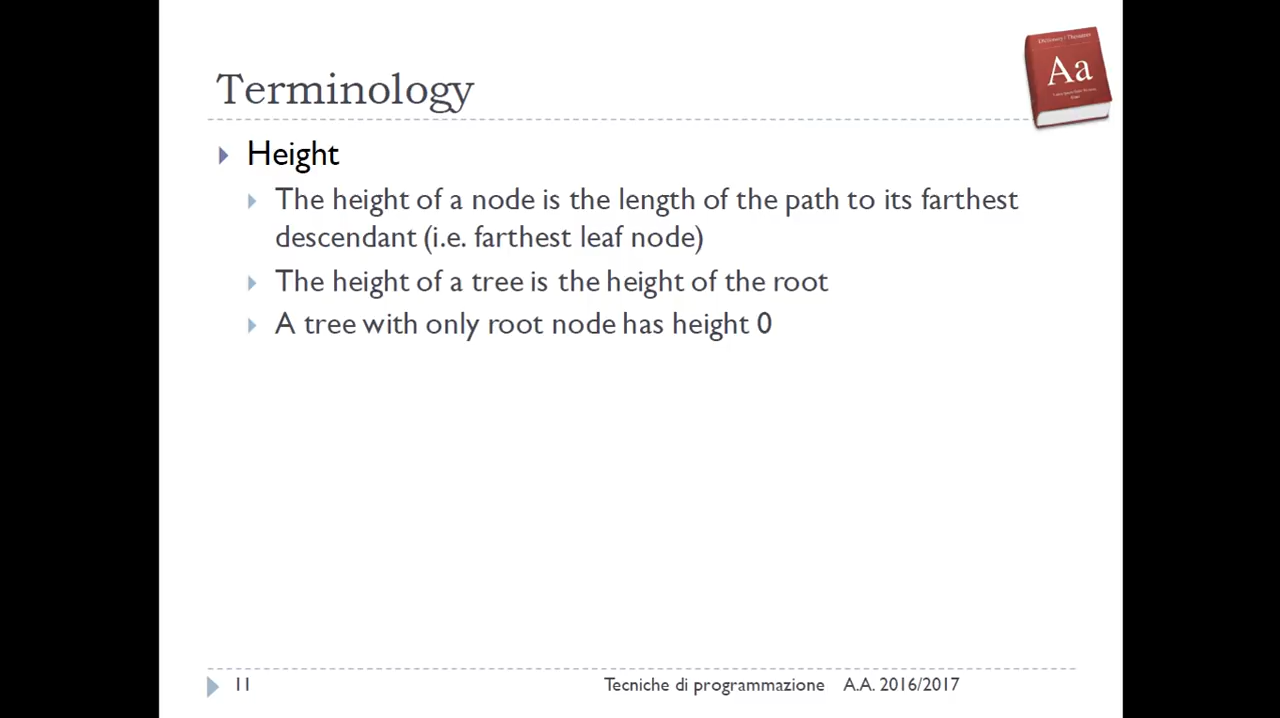 Terminology
Dictionary | Thesaurus
Aa
Height
The height of a node is the length of the path to its farthest
descendant (i.e. farthest leaf node)
The height of a tree is the height of the root
A tree with only root node has height 0
11
Tecniche di programmazione A.A. 2016/2017